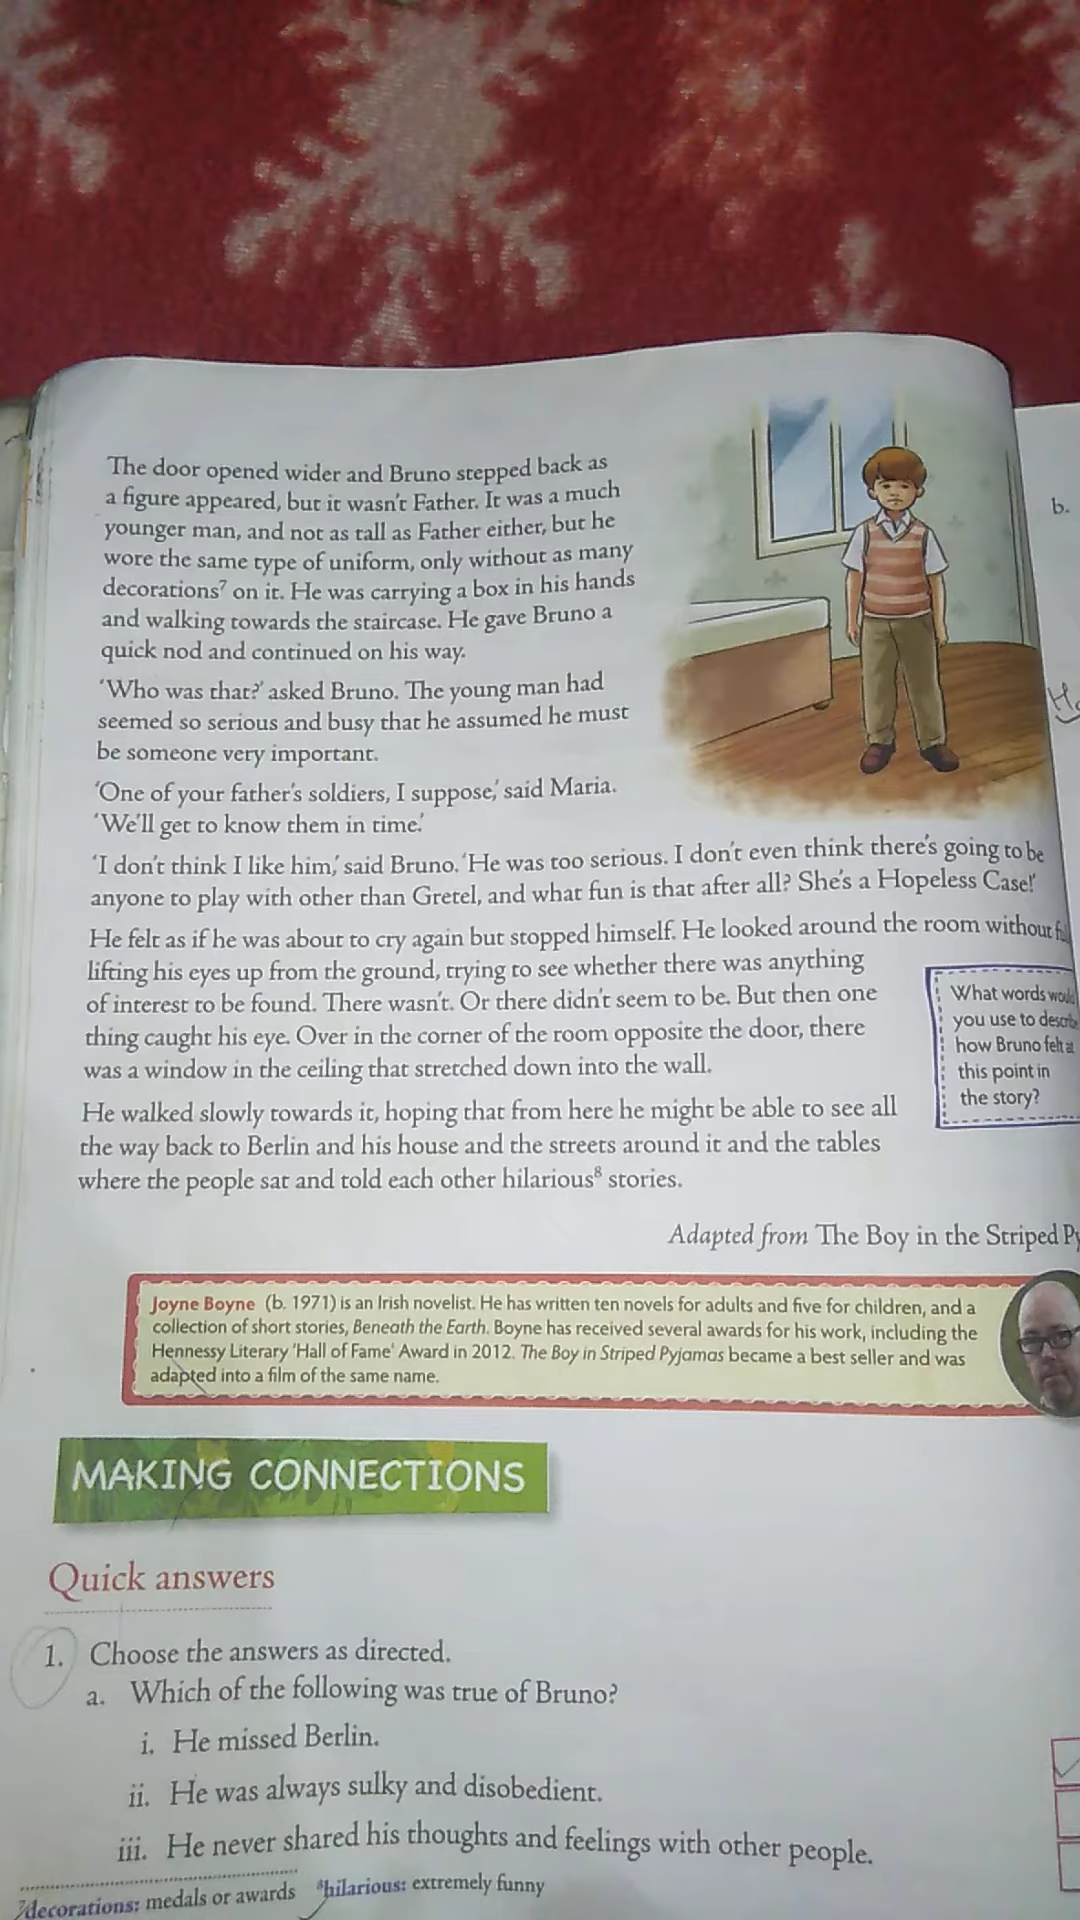 The door opened wider and Bruno stepped back as
a figure appeared, but it wasn't Father. It was a much
younger man, and not as tall as Father either, but he
wore the same type of uniform, only without as many
decorations⁷ on it. He was carrying a box in his hands
and walking towards the staircase. He gave Bruno a
quick nod and continued on his way.
'Who was that?' asked Bruno. The young man had
seemed so serious and busy that he assumed he must
be someone very important.
'One of your father's soldiers, I suppose,' said Maria.
'We'll get to know them in time.'
'I don't think I like him,' said Bruno. 'He was too serious. I don't even think there's going to be
anyone to play with other than Gretel, and what fun is that after all? She's a Hopeless Case!'
He felt as if he was about to cry again but stopped himself. He looked around the room without
lifting his eyes up from the ground, trying to see whether there was anything
of interest to be found. There wasn't. Or there didn't seem to be. But then one
thing caught his eye. Over in the corner of the room opposite the door, there
was a window in the ceiling that stretched down into the wall.
What words would
you use to describe
how Bruno felt at
this point in
the story?
He walked slowly towards it, hoping that from here he might be able to see all
the way back to Berlin and his house and the streets around it and the tables
where the people sat and told each other hilarious⁸ stories.
Adapted from The Boy in the Striped
Joyne Boyne (b. 1971) is an Irish novelist. He has written ten novels for adults and five for children, and a
collection of short stories, Beneath the Earth. Boyne has received several awards for his work, including the
Hennessy Literary 'Hall of Fame' Award in 2012. The Boy in Striped Pyjamas became a best seller and was
adapted into a film of the same name.
MAKING CONNECTIONS
Quick answers
1. Choose the answers as directed.
a. Which of the following was true of Bruno?
i. He missed Berlin.
ii. He was always sulky and disobedient.
iii. He never shared his thoughts and feelings with other people.
⁷decorations: medals or awards ⁸hilarious: extremely funny
b.